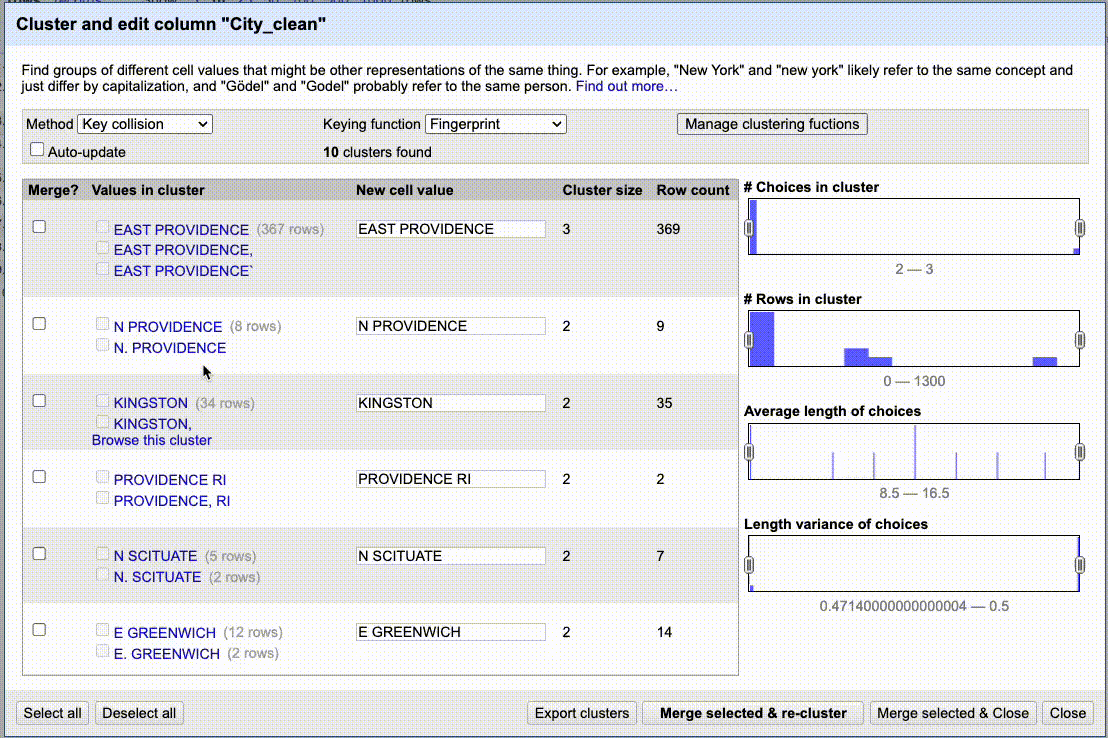 Cluster and edit column "City_clean"
Find groups of different cell values that might be other representations of the same thing. For example, "New York" and "new york" likely refer to the same concept and
just differ by capitalization, and "Gödel" and "Godel" probably refer to the same person. Find out more…
Method Key collision Keying function Fingerprint Manage clustering fuctions
Auto-update 10 clusters found
Merge? Values in cluster New cell value Cluster size Row count
EAST PROVIDENCE (367 rows) EAST PROVIDENCE 3 369
EAST PROVIDENCE,
EAST PROVIDENCE`
N PROVIDENCE (8 rows) N PROVIDENCE 2 9
N. PROVIDENCE
KINGSTON (34 rows) KINGSTON 2 35
KINGSTON,
Browse this cluster
PROVIDENCE RI PROVIDENCE RI 2 2
PROVIDENCE, RI
N SCITUATE (5 rows) N SCITUATE 2 7
N. SCITUATE (2 rows)
E GREENWICH (12 rows) E GREENWICH 2 14
E. GREENWICH (2 rows)
# Choices in cluster
2 — 3
# Rows in cluster
0 — 1300
Average length of choices
8.5 — 16.5
Length variance of choices
0.47140000000000004 — 0.5
Select all Deselect all Export clusters Merge selected & re-cluster Merge selected & Close Close